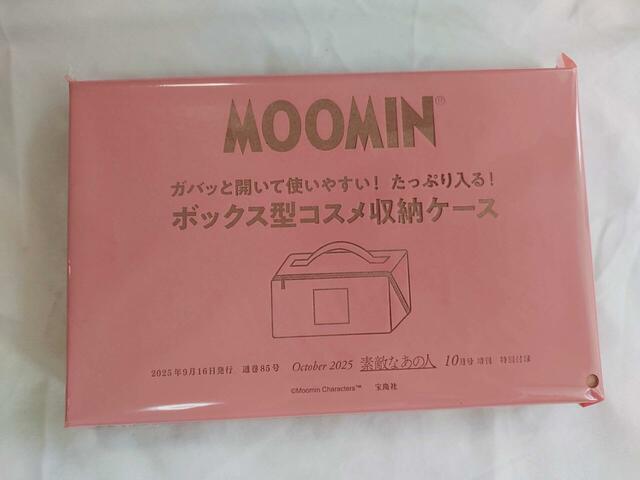 MOOMIN®
ガバッと開いて使いやすい! たっぷり入る!
ボックス型コスメ収納ケース
2025年9月16日発行 通巻85号 October 2025 素敵なあの人 10月号 増刊 特別付録
©Moomin Characters™ 宝島社